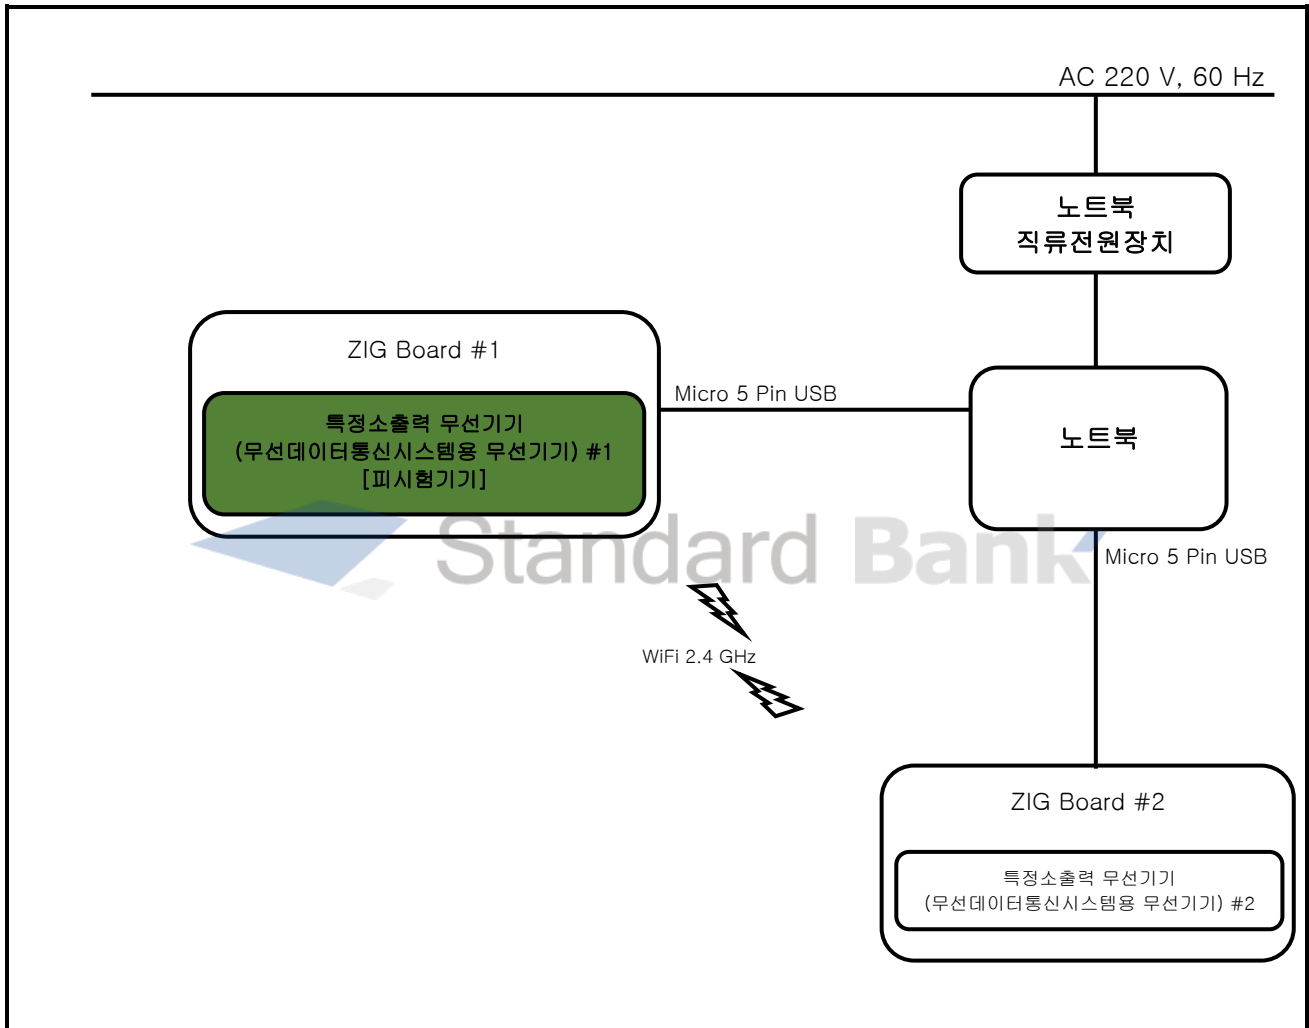 AC 220 V, 60 Hz
노트북
직류전원장치
ZIG Board #1
Micro 5 Pin USB
특정소출력 무선기기
(무선데이터통신시스템용 무선기기) #1
[피시험기기]
노트북
Standard Bank
Micro 5 Pin USB
WiFi 2.4 GHz
ZIG Board #2
특정소출력 무선기기
(무선데이터통신시스템용 무선기기) #2